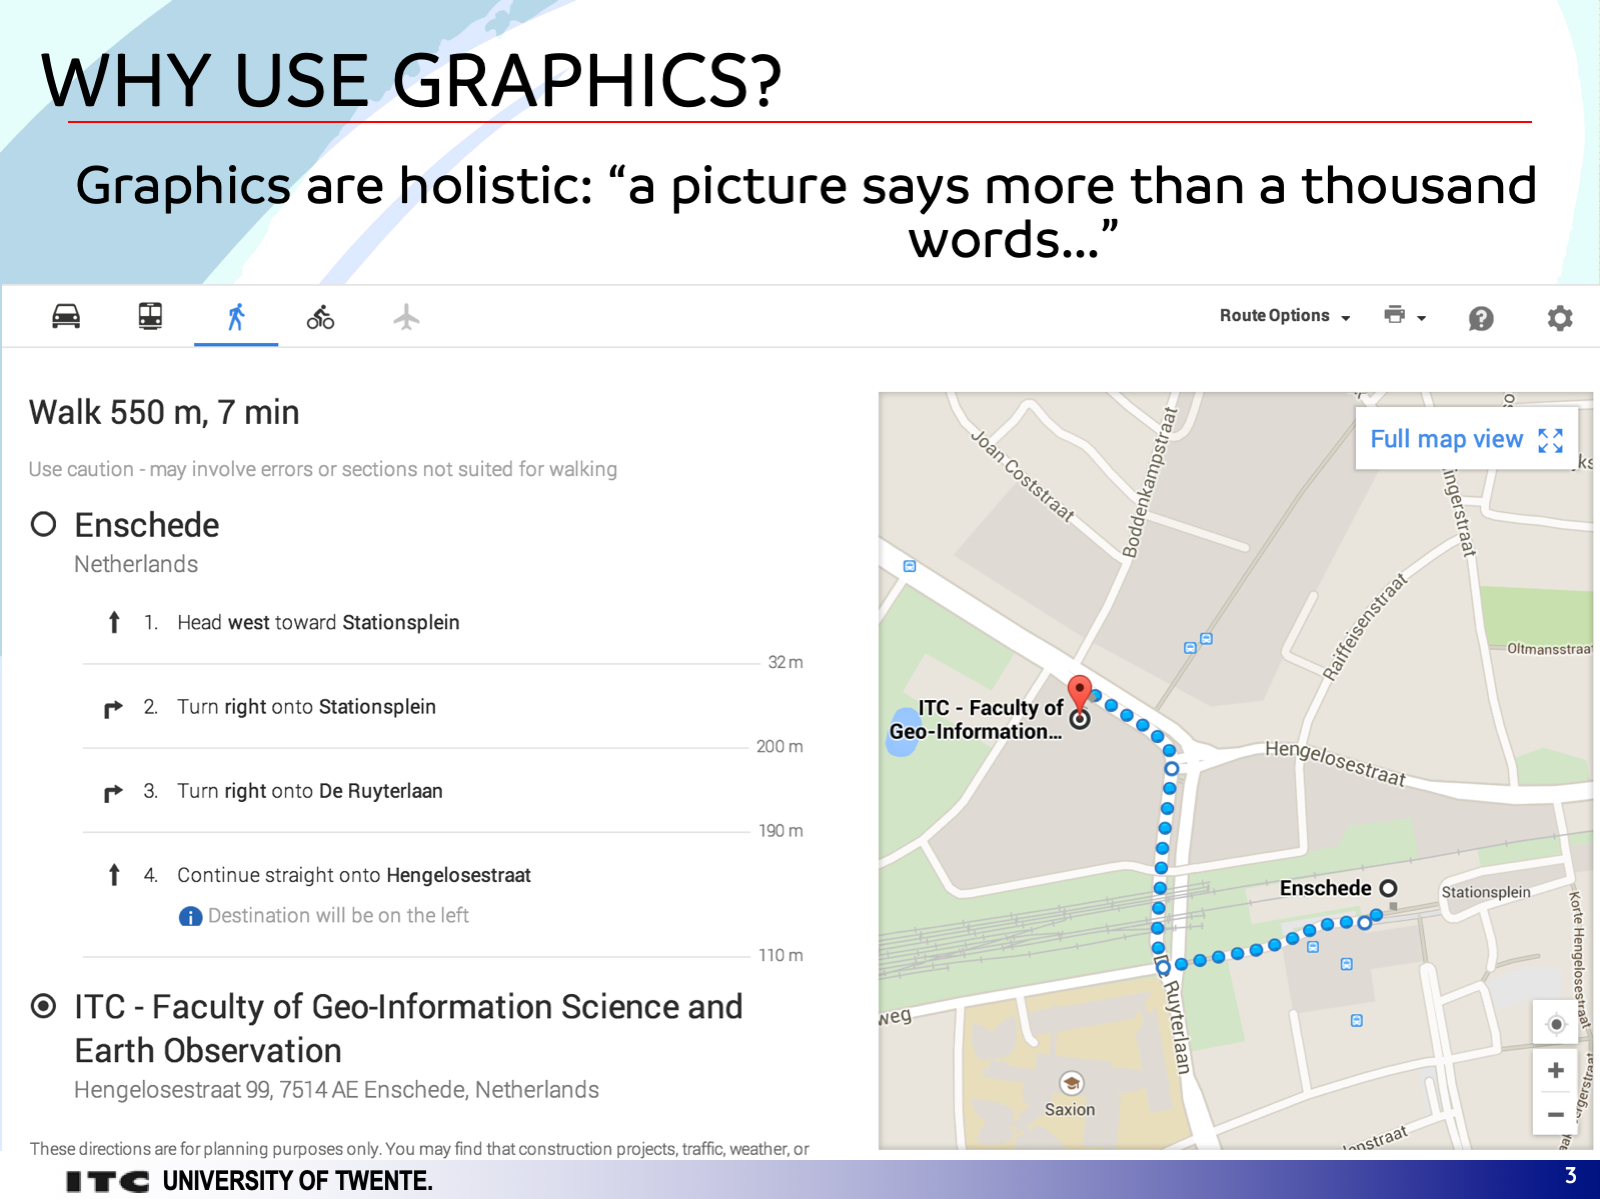 WHY USE GRAPHICS?
Graphics are holistic: “a picture says more than a thousand
words…”
Route Options
Walk 550 m, 7 min
Use caution - may involve errors or sections not suited for walking
Enschede
Netherlands
1. Head west toward Stationsplein
32 m
2. Turn right onto Stationsplein
200 m
3. Turn right onto De Ruyterlaan
190 m
4. Continue straight onto Hengelosestraat
Destination will be on the left
110 m
ITC - Faculty of Geo-Information Science and
Earth Observation
Hengelosestraat 99, 7514 AE Enschede, Netherlands
These directions are for planning purposes only. You may find that construction projects, traffic, weather, or
Full map view
Joan Coststraat
Boddenkampstraat
ingerstraat
Raiffeisenstraat
Oltmansstraa
ITC - Faculty of
Geo-Information...
Hengelosestraat
Enschede
Stationsplein
Korte Hengelosestraat
De Ruyterlaan
weg
Saxion
ITC UNIVERSITY OF TWENTE.
3